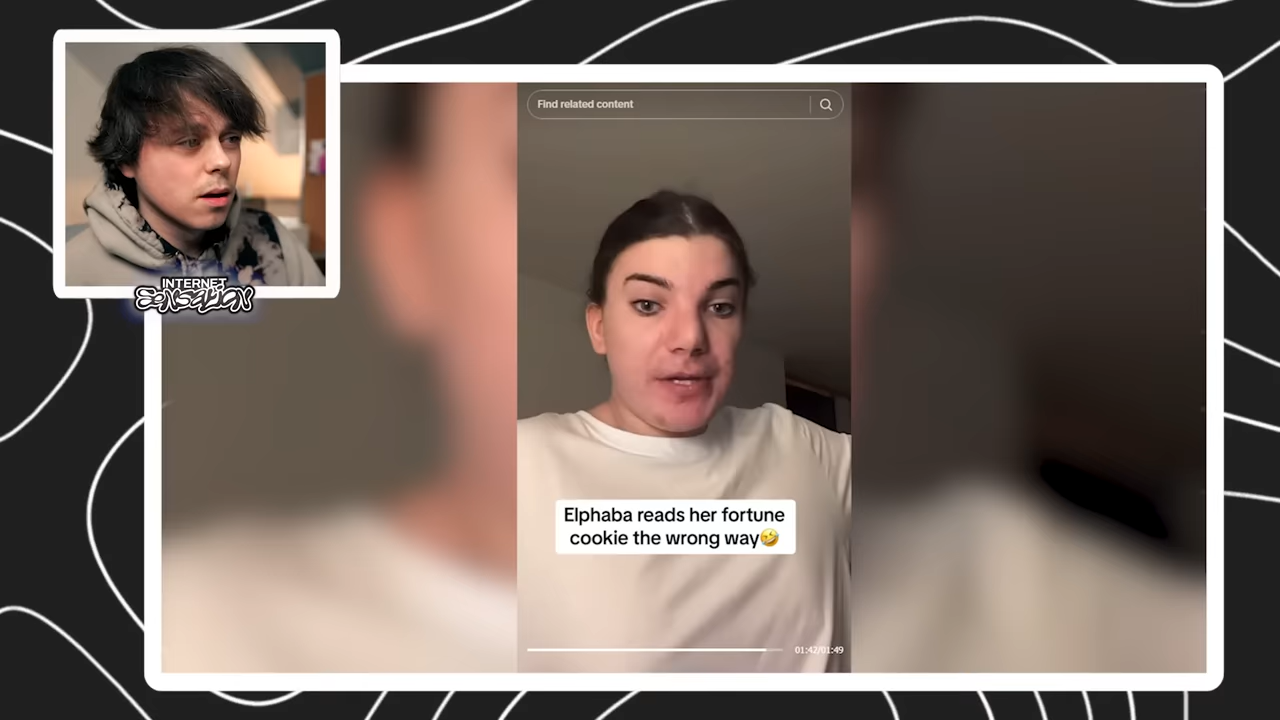 Find related content
INTERNET
SENSATION
Elphaba reads her fortune
cookie the wrong way🤣
01:42/01:49